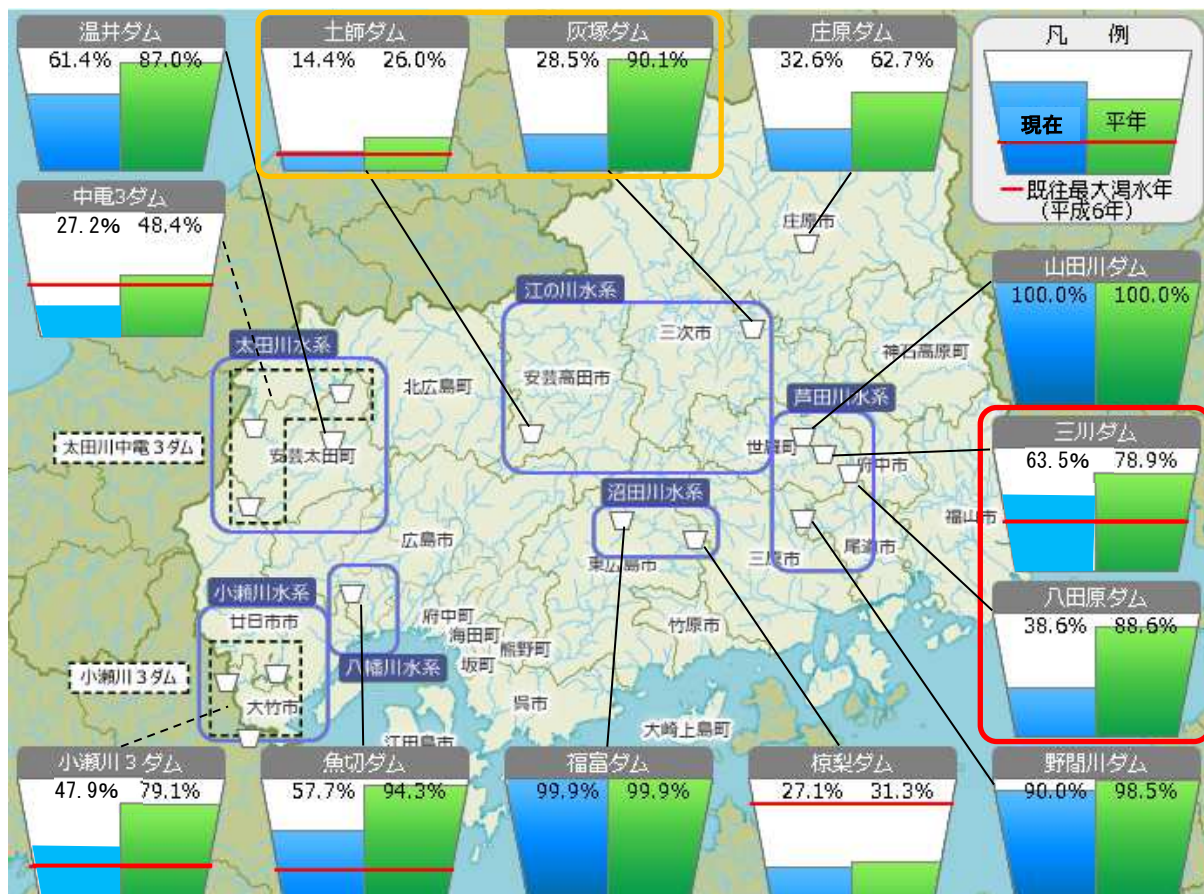 温井ダム
61.4% 87.0%
土師ダム
14.4% 26.0%
灰塚ダム
28.5% 90.1%
庄原ダム
32.6% 62.7%
凡 例
現在
平年
既往最大渇水年
(平成6年)
中電3ダム
27.2% 48.4%
庄原市
山田川ダム
100.0% 100.0%
江の川水系
三次市
神石高原町
太田川水系
北広島町
安芸高田市
芦田川水系
太田川中電3ダム
安芸太田町
世羅町
府中市
三川ダム
63.5% 78.9%
沼田川水系
福山市
広島市
東広島市
三原市
尾道市
小瀬川水系
廿日市市
府中町
海田町
熊野町
坂町
竹原市
八田原ダム
38.6% 88.6%
八幡川水系
小瀬川3ダム
大竹市
呉市
江田島市
大崎上島町
小瀬川3ダム
47.9% 79.1%
魚切ダム
57.7% 94.3%
福富ダム
99.9% 99.9%
椋梨ダム
27.1% 31.3%
野間川ダム
90.0% 98.5%